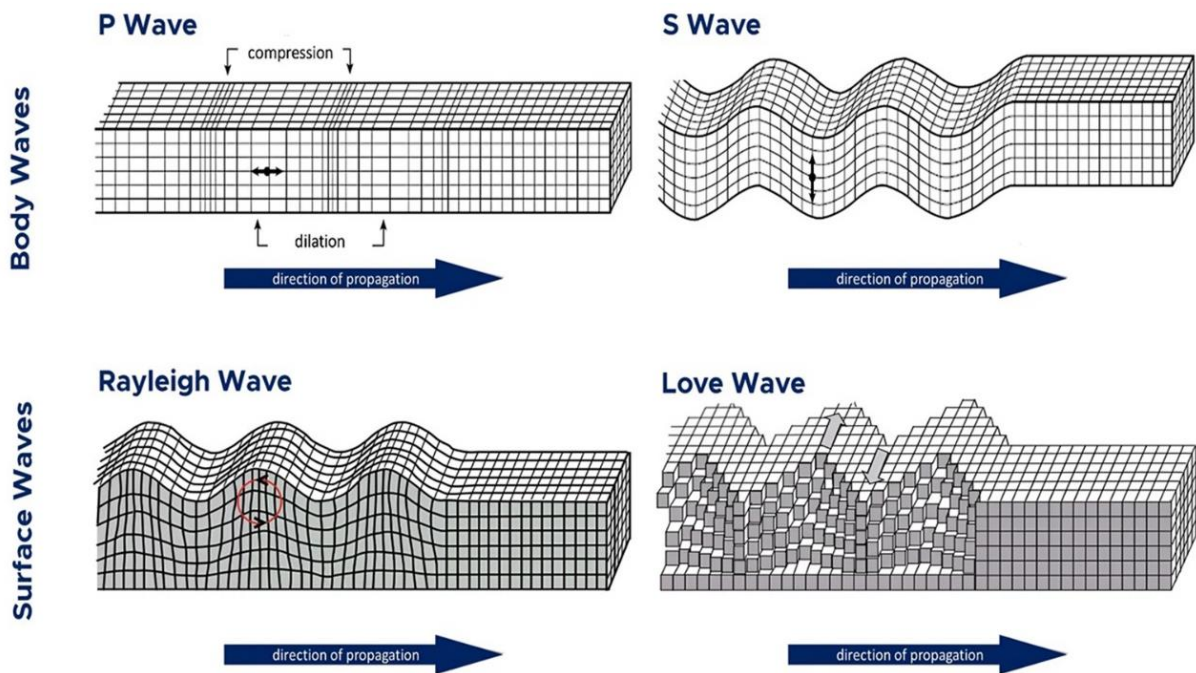 Body Waves
P Wave
compression
dilation
direction of propagation
S Wave
direction of propagation
Surface Waves
Rayleigh Wave
direction of propagation
Love Wave
direction of propagation